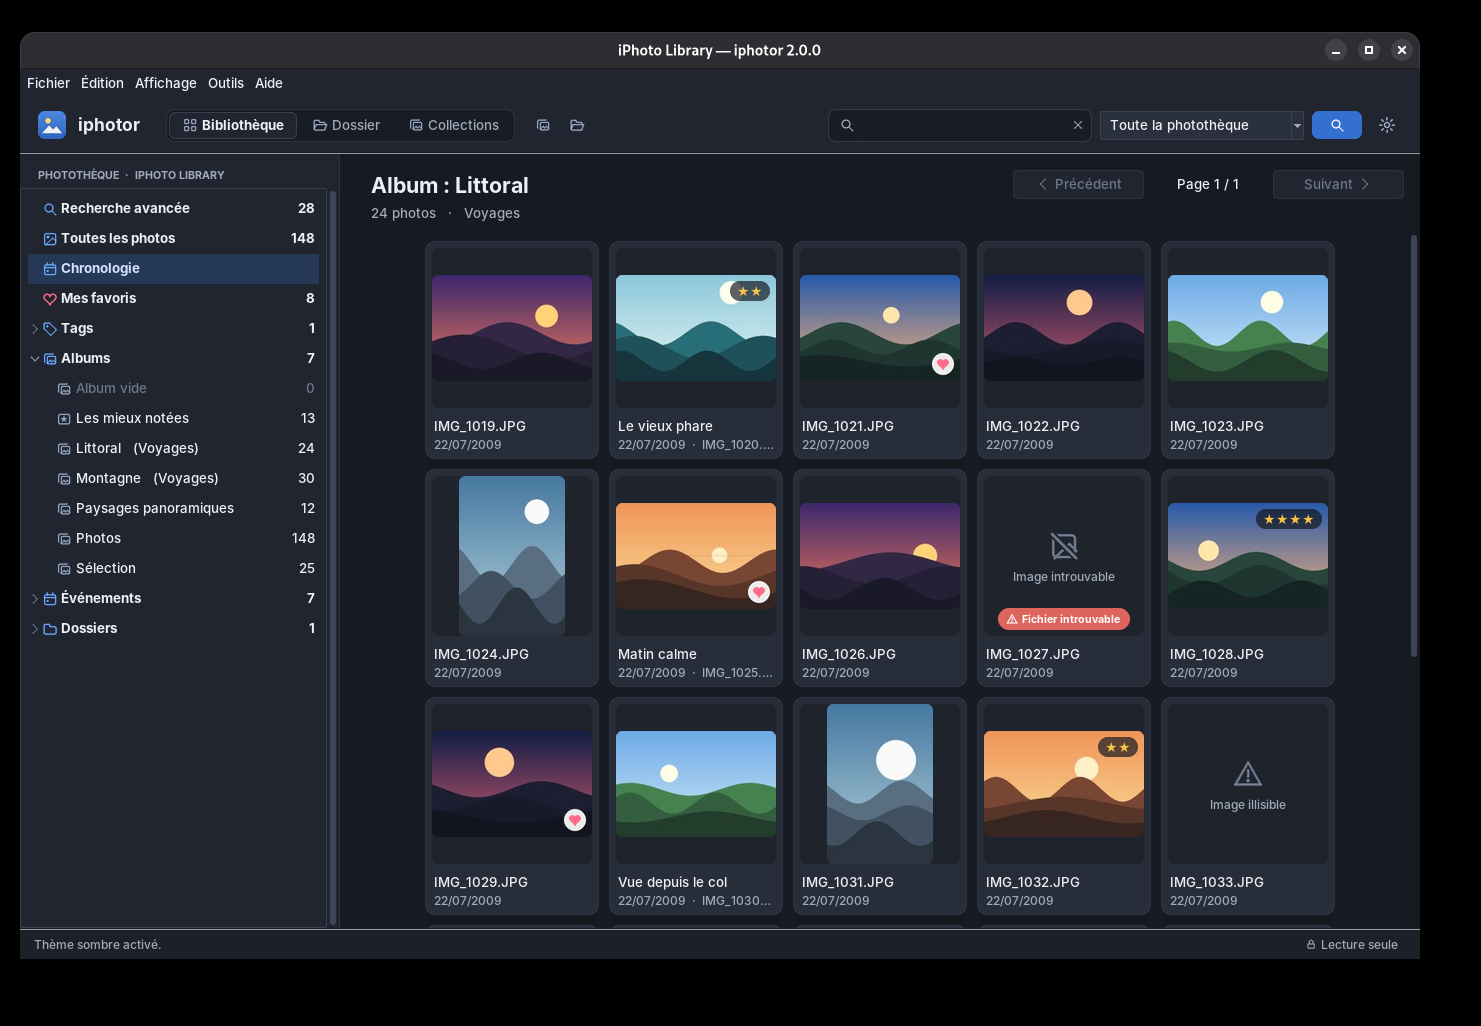 iPhoto Library — iphotor 2.0.0
Fichier Édition Affichage Outils Aide
iphotor Bibliothèque Dossier Collections Toute la photothèque
PHOTOTHÈQUE · IPHOTO LIBRARY
Recherche avancée 28
Toutes les photos 148
Chronologie
Mes favoris 8
Tags 1
Albums 7
Album vide 0
Les mieux notées 13
Littoral (Voyages) 24
Montagne (Voyages) 30
Paysages panoramiques 12
Photos 148
Sélection 25
Événements 7
Dossiers 1
Album : Littoral
24 photos · Voyages
Précédent Page 1 / 1 Suivant
IMG_1019.JPG
22/07/2009
Le vieux phare
22/07/2009 · IMG_1020....
IMG_1021.JPG
22/07/2009
IMG_1022.JPG
22/07/2009
IMG_1023.JPG
22/07/2009
IMG_1024.JPG
22/07/2009
Matin calme
22/07/2009 · IMG_1025....
IMG_1026.JPG
22/07/2009
Image introuvable
Fichier introuvable
IMG_1027.JPG
22/07/2009
IMG_1028.JPG
22/07/2009
IMG_1029.JPG
22/07/2009
Vue depuis le col
22/07/2009 · IMG_1030...
IMG_1031.JPG
22/07/2009
IMG_1032.JPG
22/07/2009
Image illisible
IMG_1033.JPG
22/07/2009
Thème sombre activé.
Lecture seule